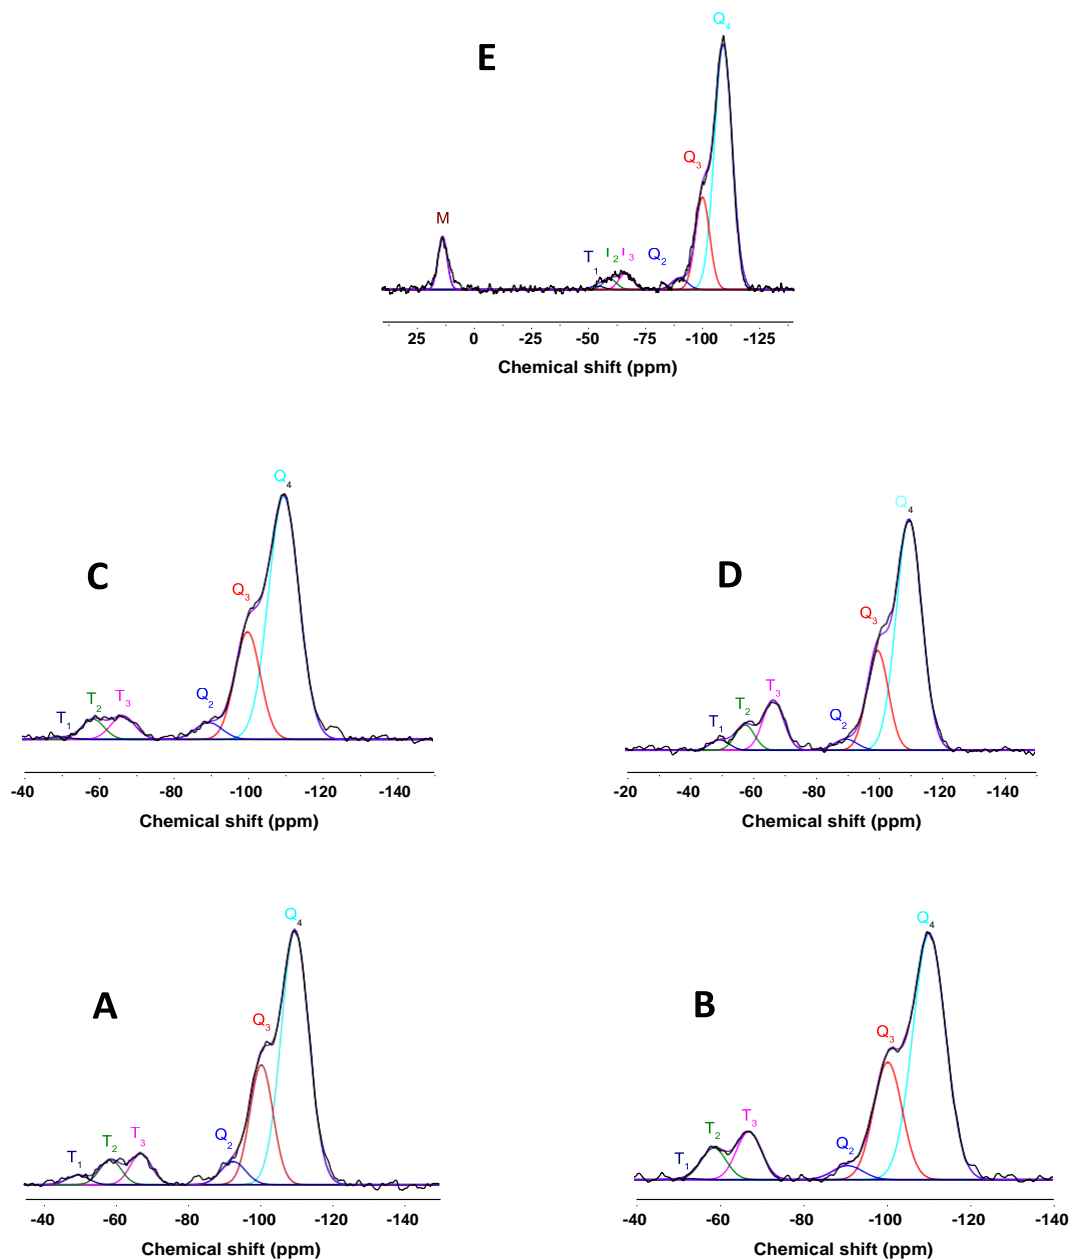 Q4
E
Q3
M
T1 T2 T3 Q2
25 0 -25 -50 -75 -100 -125
Chemical shift (ppm)
Q4
C
Q3
T1 T2 T3 Q2
-40 -60 -80 -100 -120 -140
Chemical shift (ppm)
Q4
D
Q3
T1 T2 T3 Q2
-20 -40 -60 -80 -100 -120 -140
Chemical shift (ppm)
Q4
A
Q3
T1 T2 T3 Q2
-40 -60 -80 -100 -120 -140
Chemical shift (ppm)
Q4
B
Q3
T1 T2 T3 Q2
-40 -60 -80 -100 -120 -140
Chemical shift (ppm)